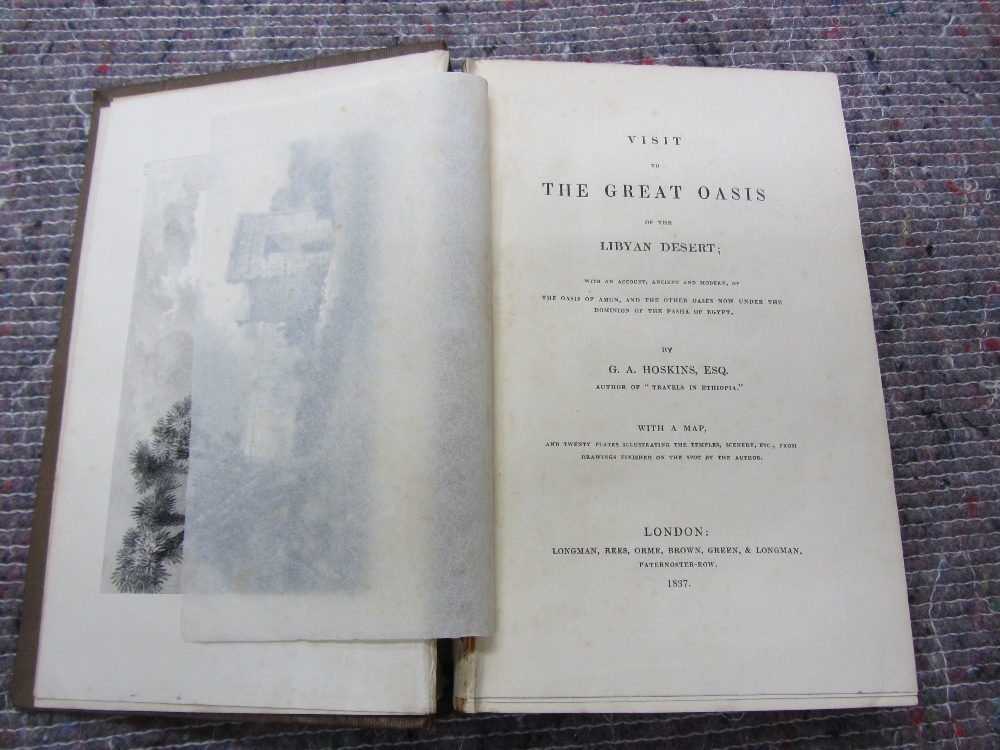 VISIT
TO
THE GREAT OASIS
OF THE
LIBYAN DESERT;
WITH AN ACCOUNT, ANCIENT AND MODERN, OF
THE OASIS OF AMUN, AND THE OTHER OASES NOW UNDER THE
DOMINION OF THE PASHA OF EGYPT.
BY
G. A. HOSKINS, ESQ.
AUTHOR OF "TRAVELS IN ETHIOPIA."
WITH A MAP,
AND TWENTY PLATES ILLUSTRATING THE TEMPLES, SCENERY, ETC., FROM
DRAWINGS FINISHED ON THE SPOT BY THE AUTHOR.
LONDON:
LONGMAN, REES, ORME, BROWN, GREEN, & LONGMAN,
PATERNOSTER-ROW.
1837.